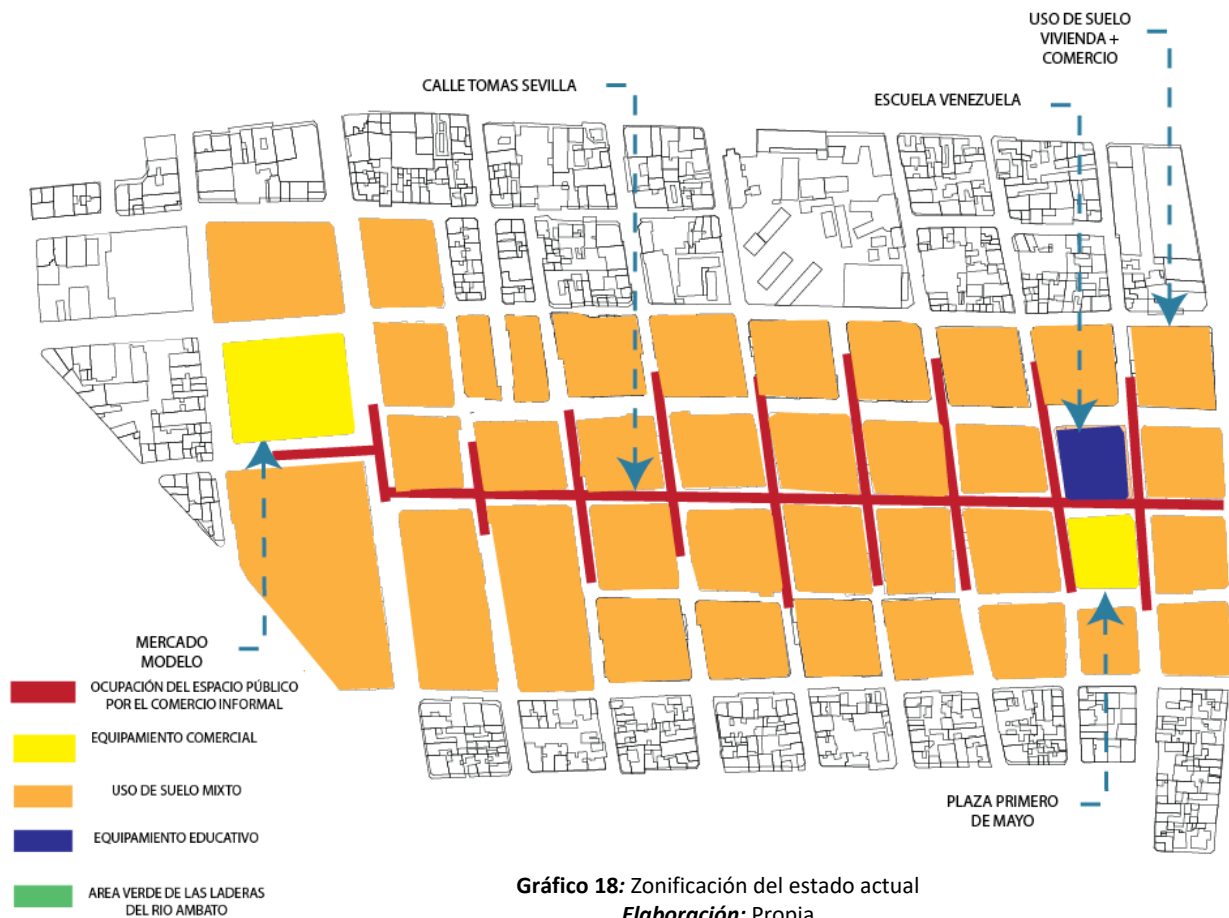 USO DE SUELO
VIVIENDA +
COMERCIO
CALLE TOMAS SEVILLA
ESCUELA VENEZUELA
MERCADO
MODELO
OCUPACIÓN DEL ESPACIO PÚBLICO
POR EL COMERCIO INFORMAL
EQUIPAMIENTO COMERCIAL
USO DE SUELO MIXTO
EQUIPAMIENTO EDUCATIVO
AREA VERDE DE LAS LADERAS
DEL RIO AMBATO
PLAZA PRIMERO
DE MAYO
Gráfico 18: Zonificación del estado actual
Elaboración: Propia